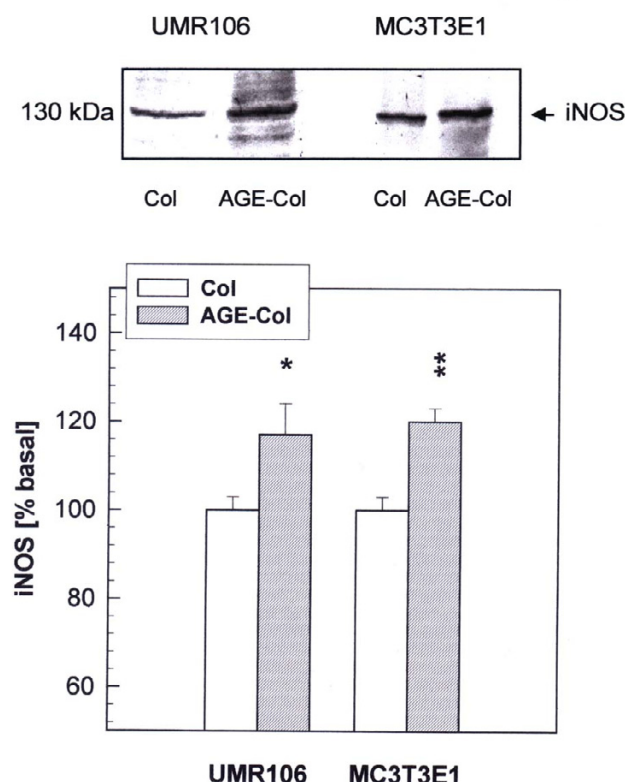 UMR106 MC3T3E1
130 kDa ← iNOS
Col AGE-Col Col AGE-Col
Col
AGE-Col
iNOS [% basal]
140
120
100
80
60
* **
UMR106 MC3T3E1